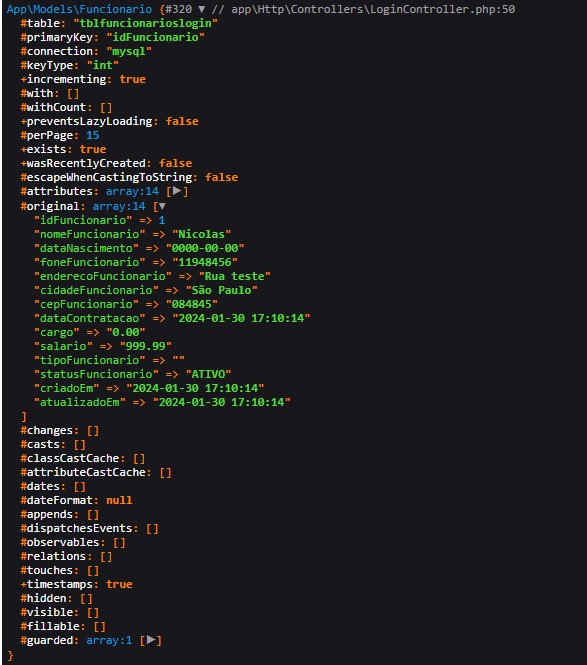 App\Models\Funcionario {#320 ▼ // app\Http\Controllers\LoginController.php:50
#table: "tblfuncionarioslogin"
#primaryKey: "idFuncionario"
#connection: "mysql"
#keyType: "int"
+incrementing: true
#with: []
#withCount: []
+preventsLazyLoading: false
#perPage: 15
+exists: true
+wasRecentlyCreated: false
#escapeWhenCastingToString: false
#attributes: array:14 [▶]
#original: array:14 [▼
"idFuncionario" => 1
"nomeFuncionario" => "Nicolas"
"dataNascimento" => "0000-00-00"
"foneFuncionario" => "11948456"
"enderecoFuncionario" => "Rua teste"
"cidadeFuncionario" => "São Paulo"
"cepFuncionario" => "084845"
"dataContratacao" => "2024-01-30 17:10:14"
"cargo" => "0.00"
"salario" => "999.99"
"tipoFuncionario" => ""
"statusFuncionario" => "ATIVO"
"criadoEm" => "2024-01-30 17:10:14"
"atualizadoEm" => "2024-01-30 17:10:14"
]
#changes: []
#casts: []
#classCastCache: []
#attributeCastCache: []
#dates: []
#dateFormat: null
#appends: []
#dispatchesEvents: []
#observables: []
#relations: []
#touches: []
+timestamps: true
#hidden: []
#visible: []
#fillable: []
#guarded: array:1 [▶]
}